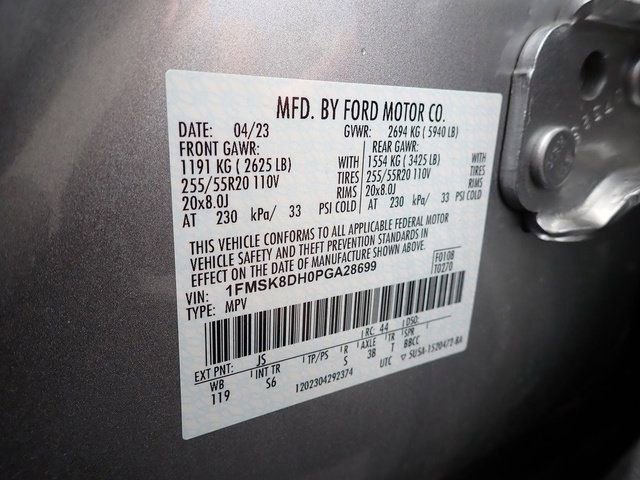 MFD. BY FORD MOTOR CO.
DATE: 04/23 GVWR: 2694 KG ( 5940 LB)
FRONT GAWR: REAR GAWR:
1191 KG ( 2625 LB) WITH 1554 KG ( 3425 LB) WITH
255/55R20 110V TIRES 255/55R20 110V TIRES
20x8.0J RIMS 20x8.0J RIMS
AT 230 kPa/ 33 PSI COLD AT 230 kPa/ 33 PSI COLD
THIS VEHICLE CONFORMS TO ALL APPLICABLE FEDERAL MOTOR
VEHICLE SAFETY AND THEFT PREVENTION STANDARDS IN
EFFECT ON THE DATE OF MANUFACTURE SHOWN ABOVE.
VIN: 1FMSK8DH0PGA28699 F0108
TYPE: MPV T0270
EXT PNT: JS RC: 44 DSO:
WB INT TR TP/PS R AXLE TR SPR
119 S6 S 3B T BBCC
1202304292374 UTC ▽ 5U5A-1520472-BA